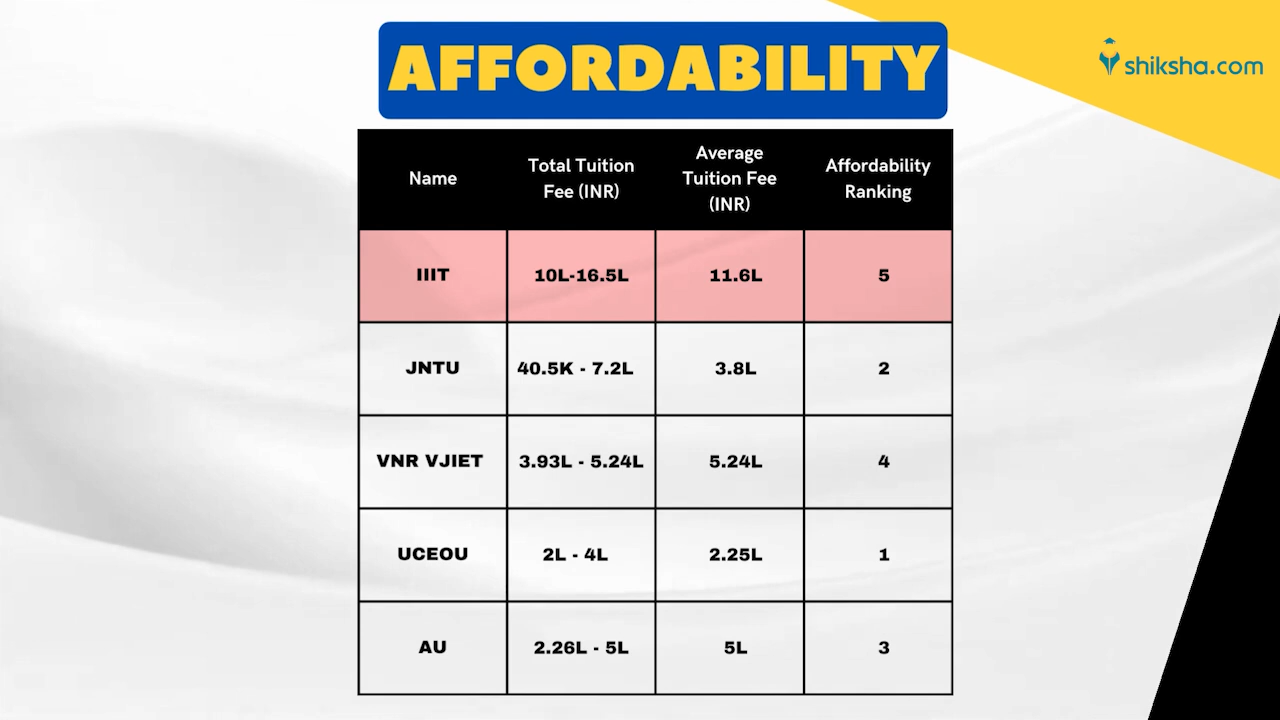 AFFORDABILITY
shiksha.com
Name
Total Tuition
Fee (INR)
Average
Tuition Fee
(INR)
Affordability
Ranking
IIIT
10L-16.5L
11.6L
5
JNTU
40.5K - 7.2L
3.8L
2
VNR VJIET
3.93L - 5.24L
5.24L
4
UCEOU
2L - 4L
2.25L
1
AU
2.26L - 5L
5L
3